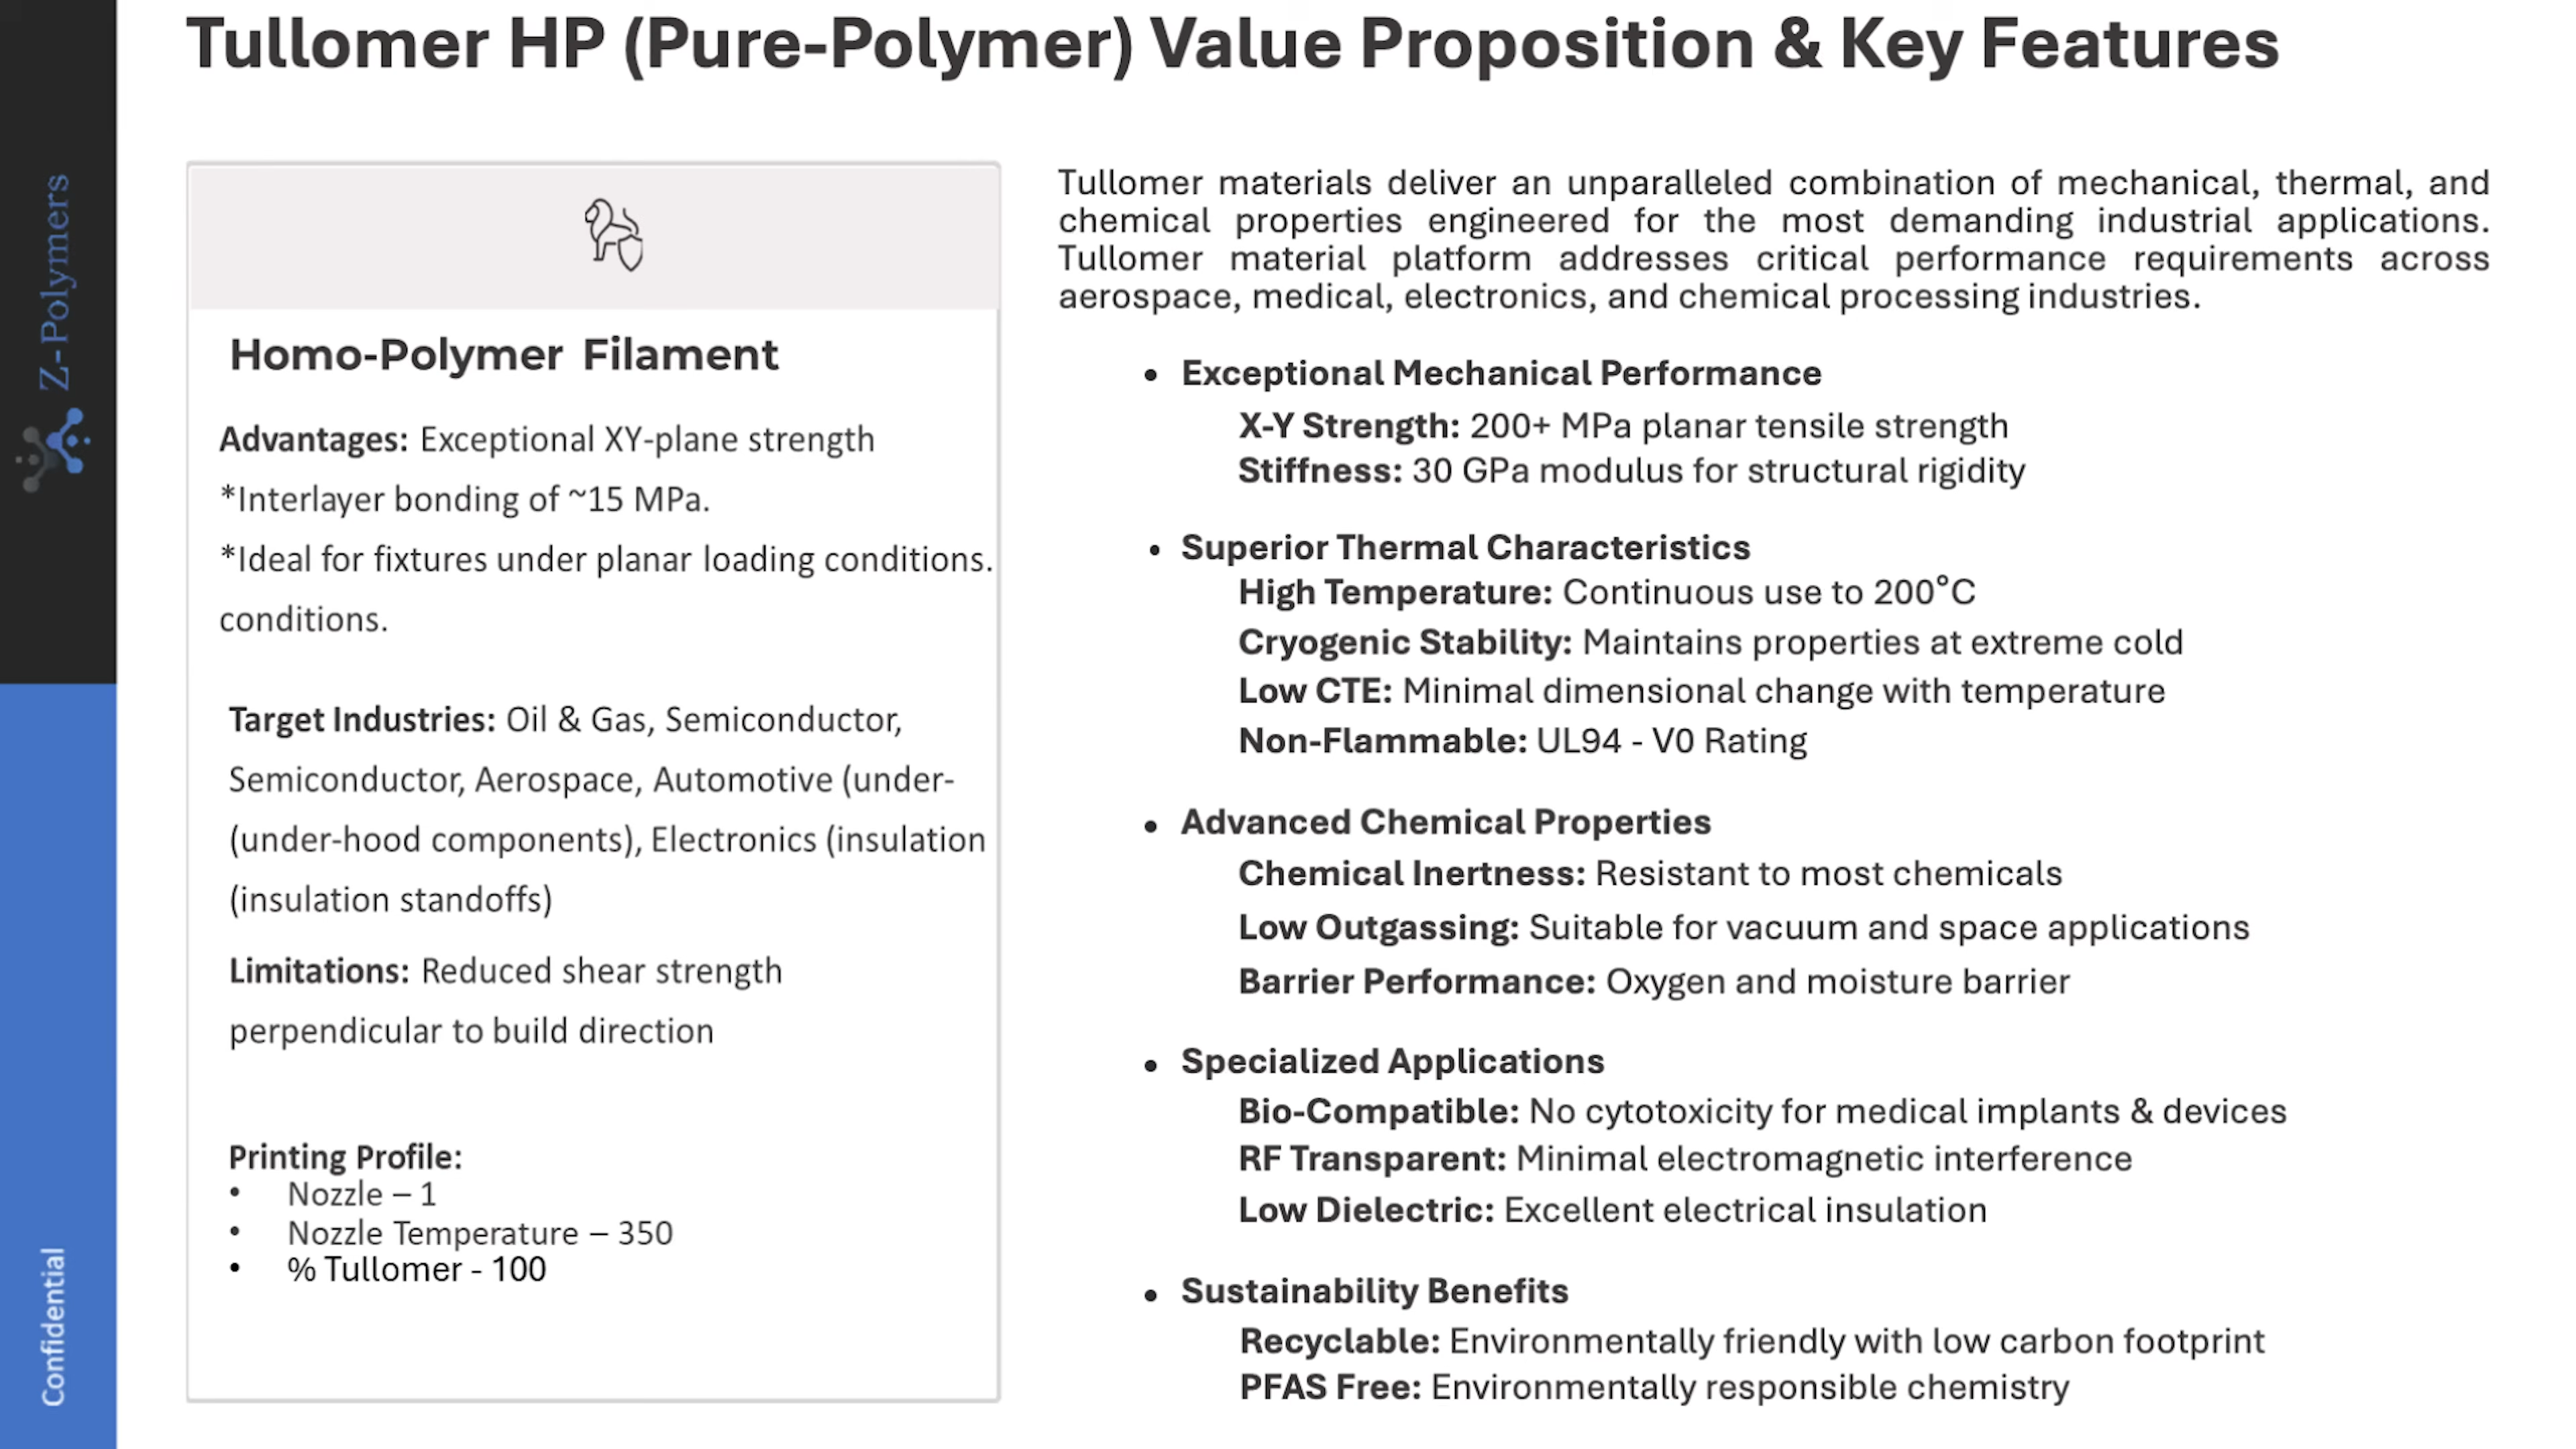 Tullomer HP (Pure-Polymer) Value Proposition & Key Features
Z-Polymers
Confidential
Homo-Polymer Filament
Advantages: Exceptional XY-plane strength
*Interlayer bonding of ~15 MPa.
*Ideal for fixtures under planar loading conditions.
conditions.
Target Industries: Oil & Gas, Semiconductor,
Semiconductor, Aerospace, Automotive (under-
(under-hood components), Electronics (insulation
(insulation standoffs)
Limitations: Reduced shear strength
perpendicular to build direction
Printing Profile:
• Nozzle – 1
• Nozzle Temperature – 350
• % Tullomer - 100
Tullomer materials deliver an unparalleled combination of mechanical, thermal, and
chemical properties engineered for the most demanding industrial applications.
Tullomer material platform addresses critical performance requirements across
aerospace, medical, electronics, and chemical processing industries.
• Exceptional Mechanical Performance
X-Y Strength: 200+ MPa planar tensile strength
Stiffness: 30 GPa modulus for structural rigidity
• Superior Thermal Characteristics
High Temperature: Continuous use to 200°C
Cryogenic Stability: Maintains properties at extreme cold
Low CTE: Minimal dimensional change with temperature
Non-Flammable: UL94 - V0 Rating
• Advanced Chemical Properties
Chemical Inertness: Resistant to most chemicals
Low Outgassing: Suitable for vacuum and space applications
Barrier Performance: Oxygen and moisture barrier
• Specialized Applications
Bio-Compatible: No cytotoxicity for medical implants & devices
RF Transparent: Minimal electromagnetic interference
Low Dielectric: Excellent electrical insulation
• Sustainability Benefits
Recyclable: Environmentally friendly with low carbon footprint
PFAS Free: Environmentally responsible chemistry